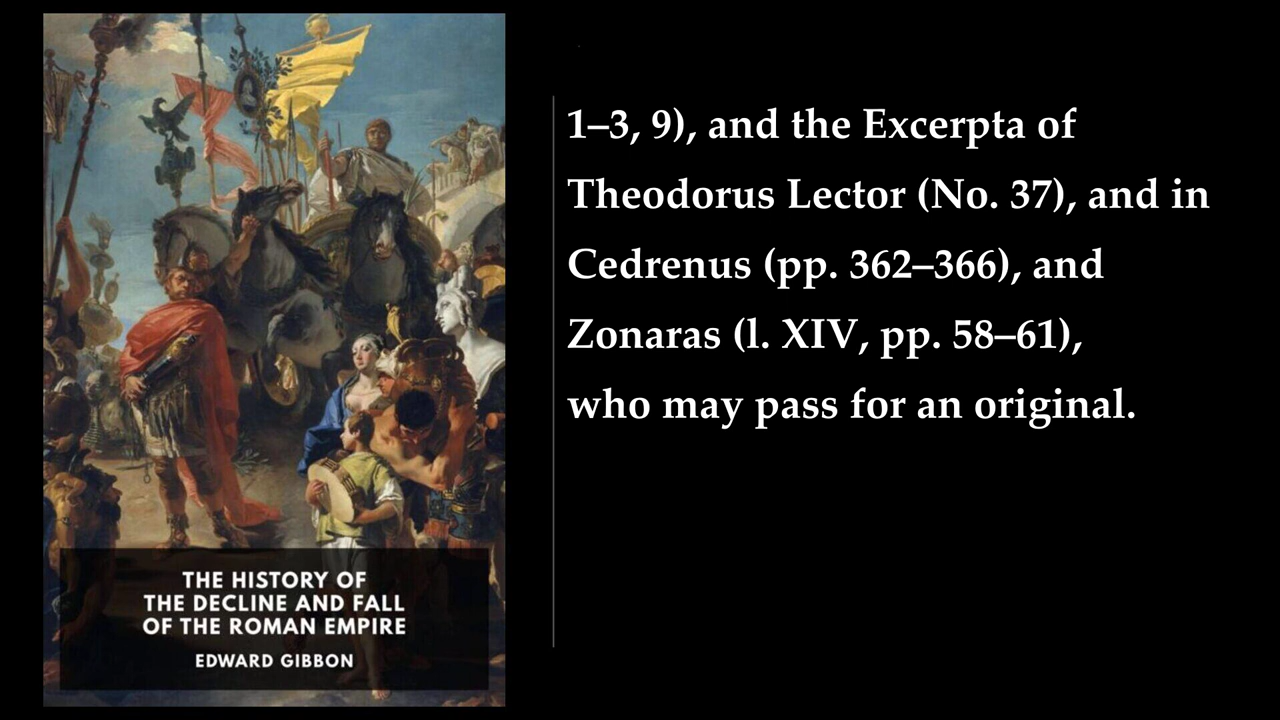 1–3, 9), and the Excerpta of
Theodorus Lector (No. 37), and in
Cedrenus (pp. 362–366), and
Zonaras (l. XIV, pp. 58–61),
who may pass for an original.
THE HISTORY OF
THE DECLINE AND FALL
OF THE ROMAN EMPIRE
EDWARD GIBBON